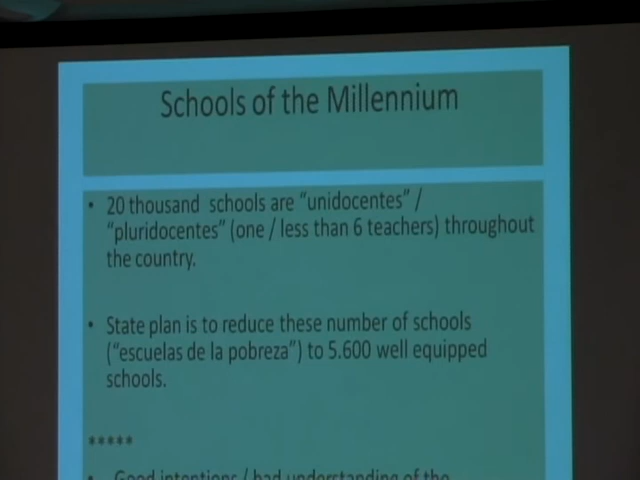 Schools of the Millennium
• 20 thousand schools are "unidocentes" /
"pluridocentes" (one / less than 6 teachers) throughout
the country.
• State plan is to reduce these number of schools
("escuelas de la pobreza") to 5.600 well equipped
schools.
*****
• Good intentions / bad understanding of the